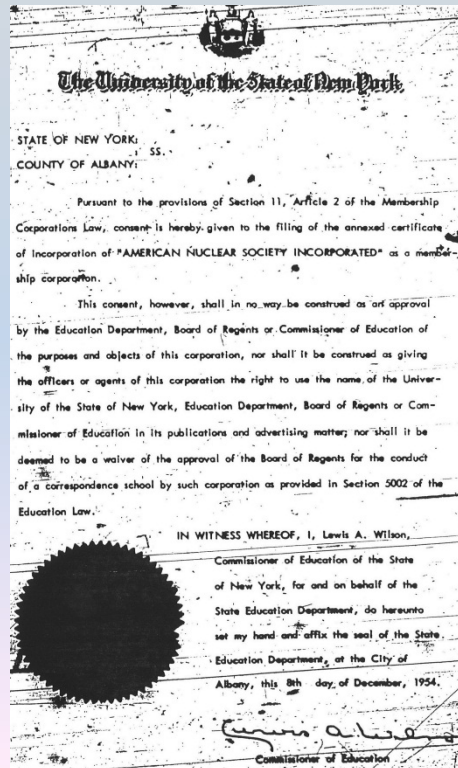 The University of the State of New York
STATE OF NEW YORK:
SS.
COUNTY OF ALBANY:
Pursuant to the provisions of Section 11, Article 2 of the Membership
Corporations Law, consent is hereby given to the filing of the annexed certificate
of incorporation of "AMERICAN NUCLEAR SOCIETY INCORPORATED" as a member-
ship corporation.
This consent, however, shall in no way be construed as an approval
by the Education Department, Board of Regents or Commissioner of Education of
the purposes and objects of this corporation, nor shall it be construed as giving
the officers or agents of this corporation the right to use the name of the Univer-
sity of the State of New York, Education Department, Board of Regents or Com-
missioner of Education in its publications and advertising matter; nor shall it be
deemed to be a waiver of the approval of the Board of Regents for the conduct
of a correspondence school by such corporation as provided in Section 5002 of the
Education Law.
IN WITNESS WHEREOF, I, Lewis A. Wilson,
Commissioner of Education of the State
of New York, for and on behalf of the
State Education Department, do hereunto
set my hand and affix the seal of the State
Education Department, at the City of
Albany, this 8th day of December, 1954.
Lewis A. Wilson
Commissioner of Education